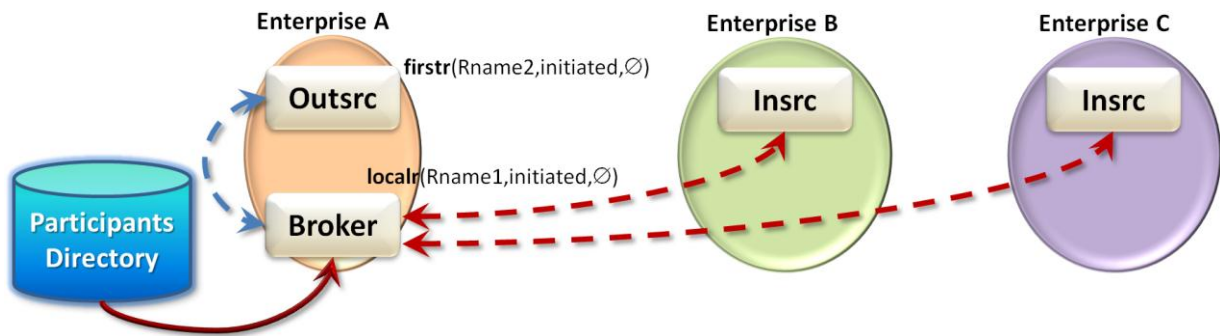 Enterprise A
Enterprise B
Enterprise C
firstr(Rname2,initiated,∅)
Outsrc
Insrc
Insrc
localr(Rname1,initiated,∅)
Broker
Participants
Directory